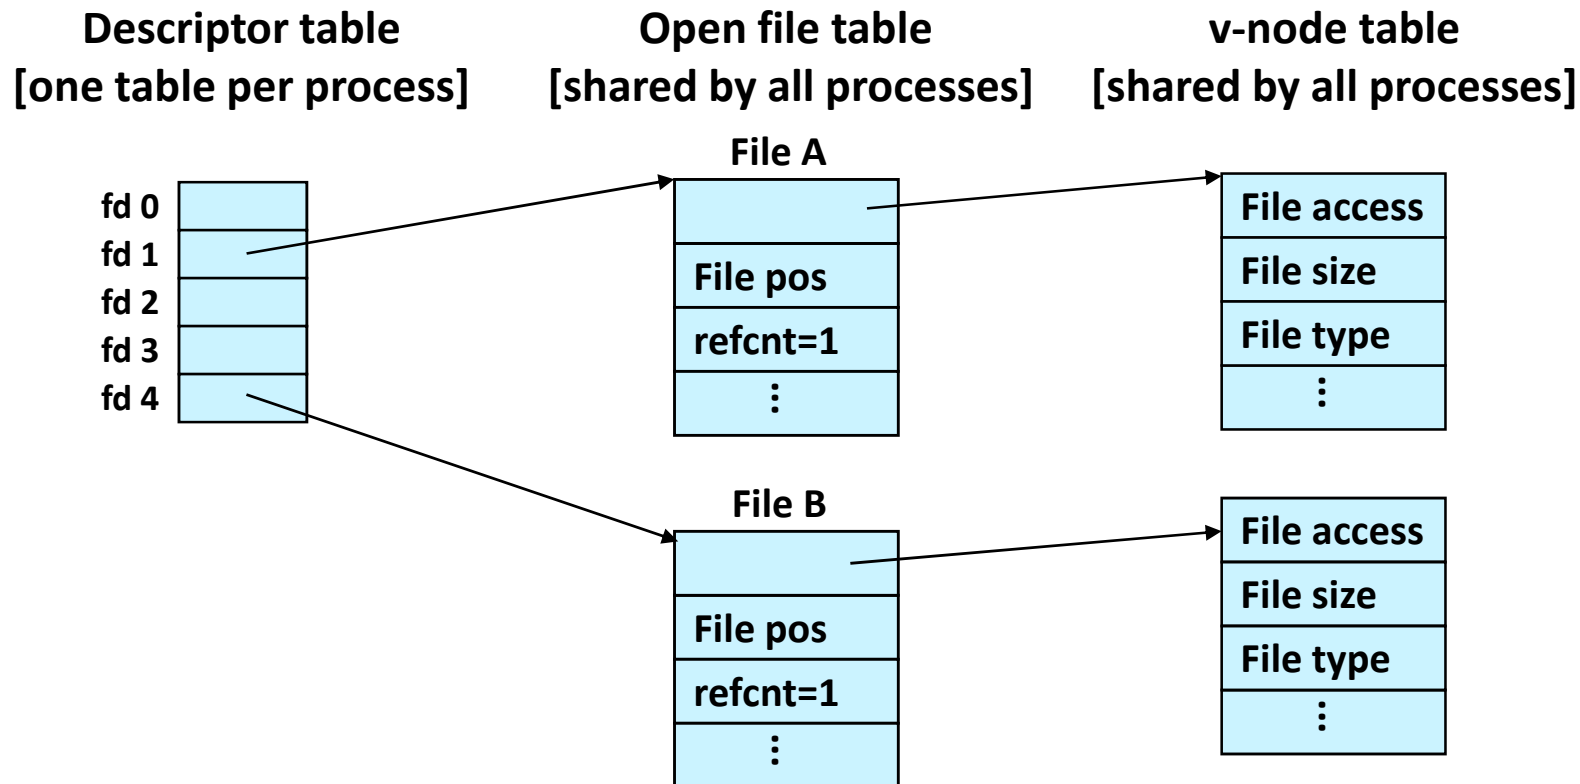 Descriptor table
[one table per process]
Open file table
[shared by all processes]
v-node table
[shared by all processes]
fd 0
fd 1
fd 2
fd 3
fd 4
File A
File pos
refcnt=1
⋮
File access
File size
File type
⋮
File B
File pos
refcnt=1
⋮
File access
File size
File type
⋮